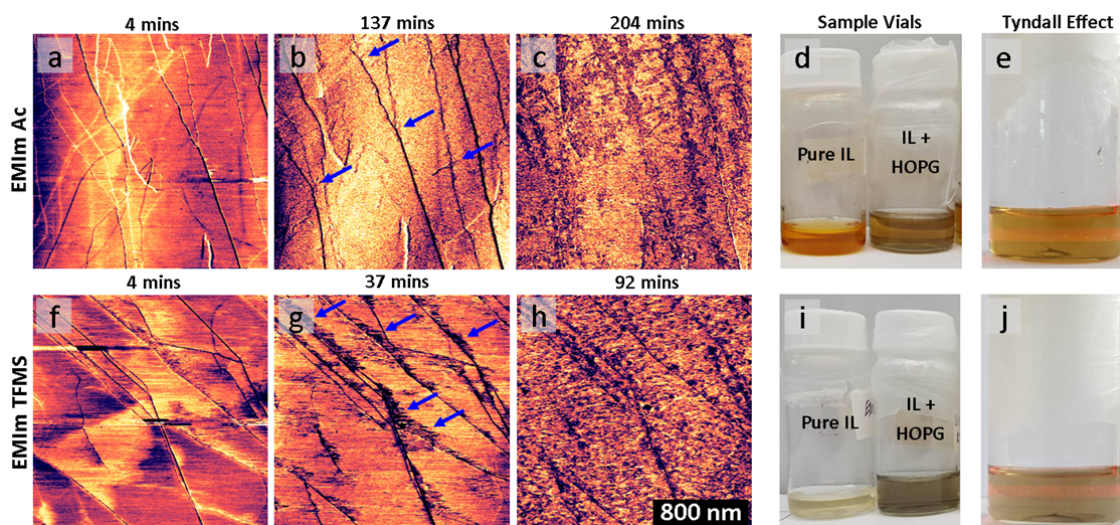 4 mins 137 mins 204 mins Sample Vials Tyndall Effect
EMIm Ac
a b c d e
Pure IL
IL +
HOPG
4 mins 37 mins 92 mins
EMIm TFMS
f g h i j
Pure IL
IL +
HOPG
800 nm